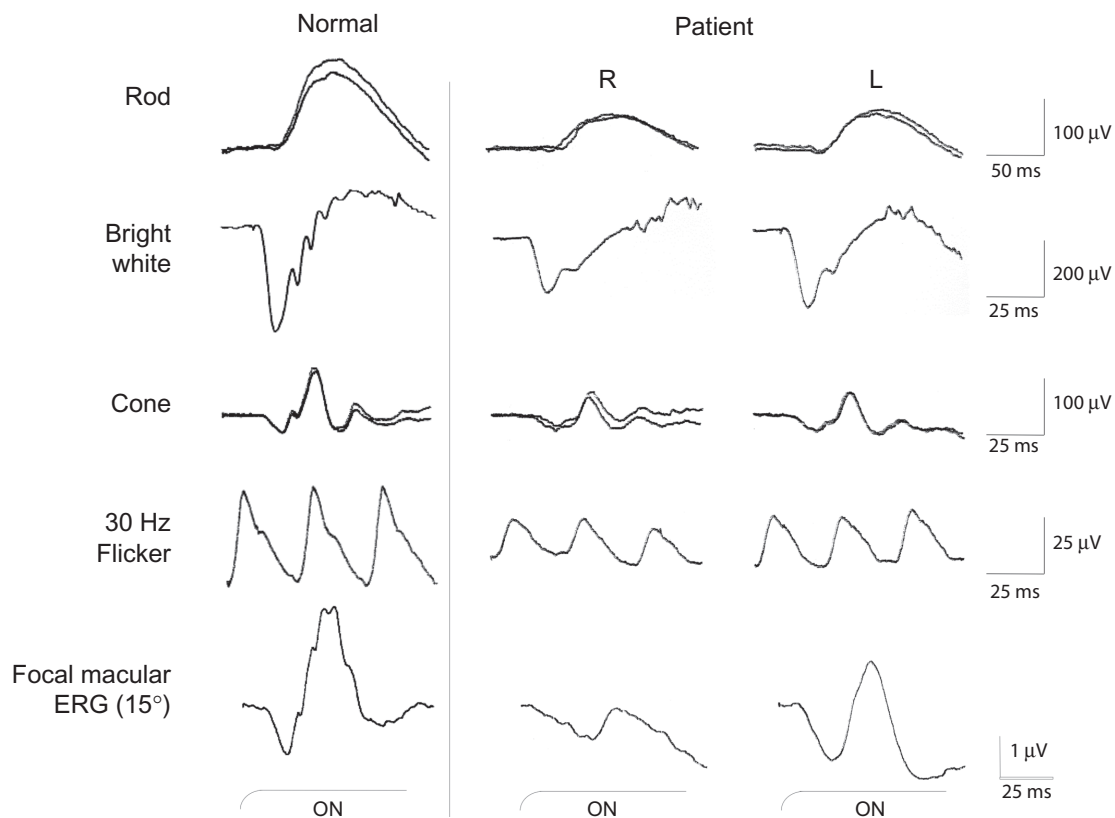 Normal
Patient
R
L
Rod
100 μV
50 ms
Bright
white
200 μV
25 ms
Cone
100 μV
25 ms
30 Hz
Flicker
25 μV
25 ms
Focal macular
ERG (15°)
1 μV
25 ms
ON
ON
ON